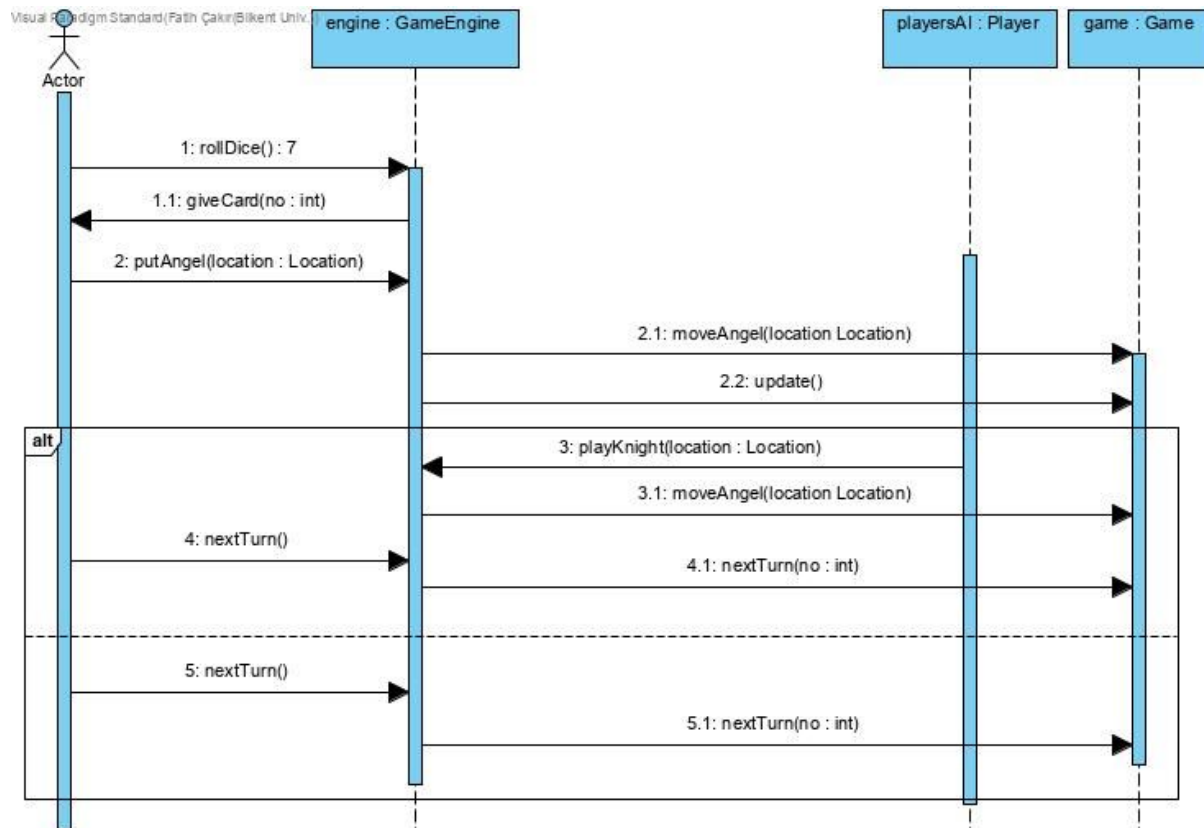 Visual Paradigm Standard(Fatih Çakır(Bilkent Univ.))
engine : GameEngine
playersAI : Player
game : Game
Actor
1: rollDice() : 7
1.1: giveCard(no : int)
2: putAngel(location : Location)
2.1: moveAngel(location Location)
2.2: update()
alt
3: playKnight(location : Location)
3.1: moveAngel(location Location)
4: nextTurn()
4.1: nextTurn(no : int)
5: nextTurn()
5.1: nextTurn(no : int)